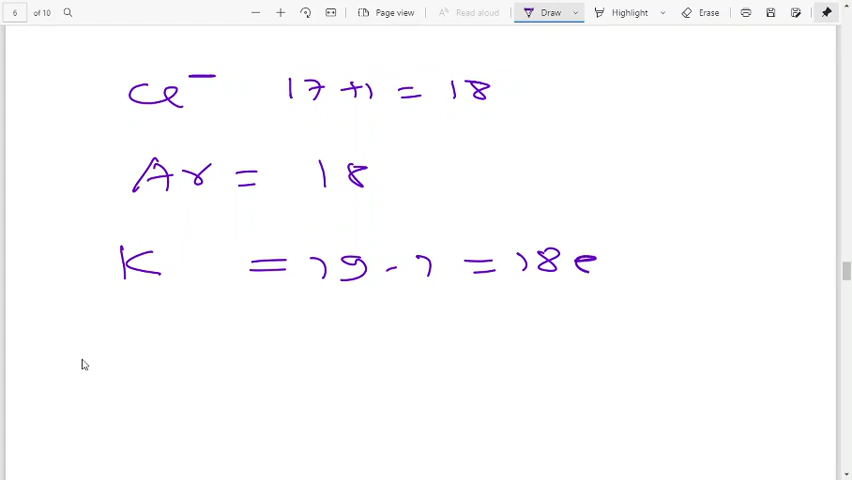 6 of 10 Page view Read aloud Draw Highlight Erase
Cl⁻ 17+1 = 18
Ar = 18
K = 19-1 = 18e